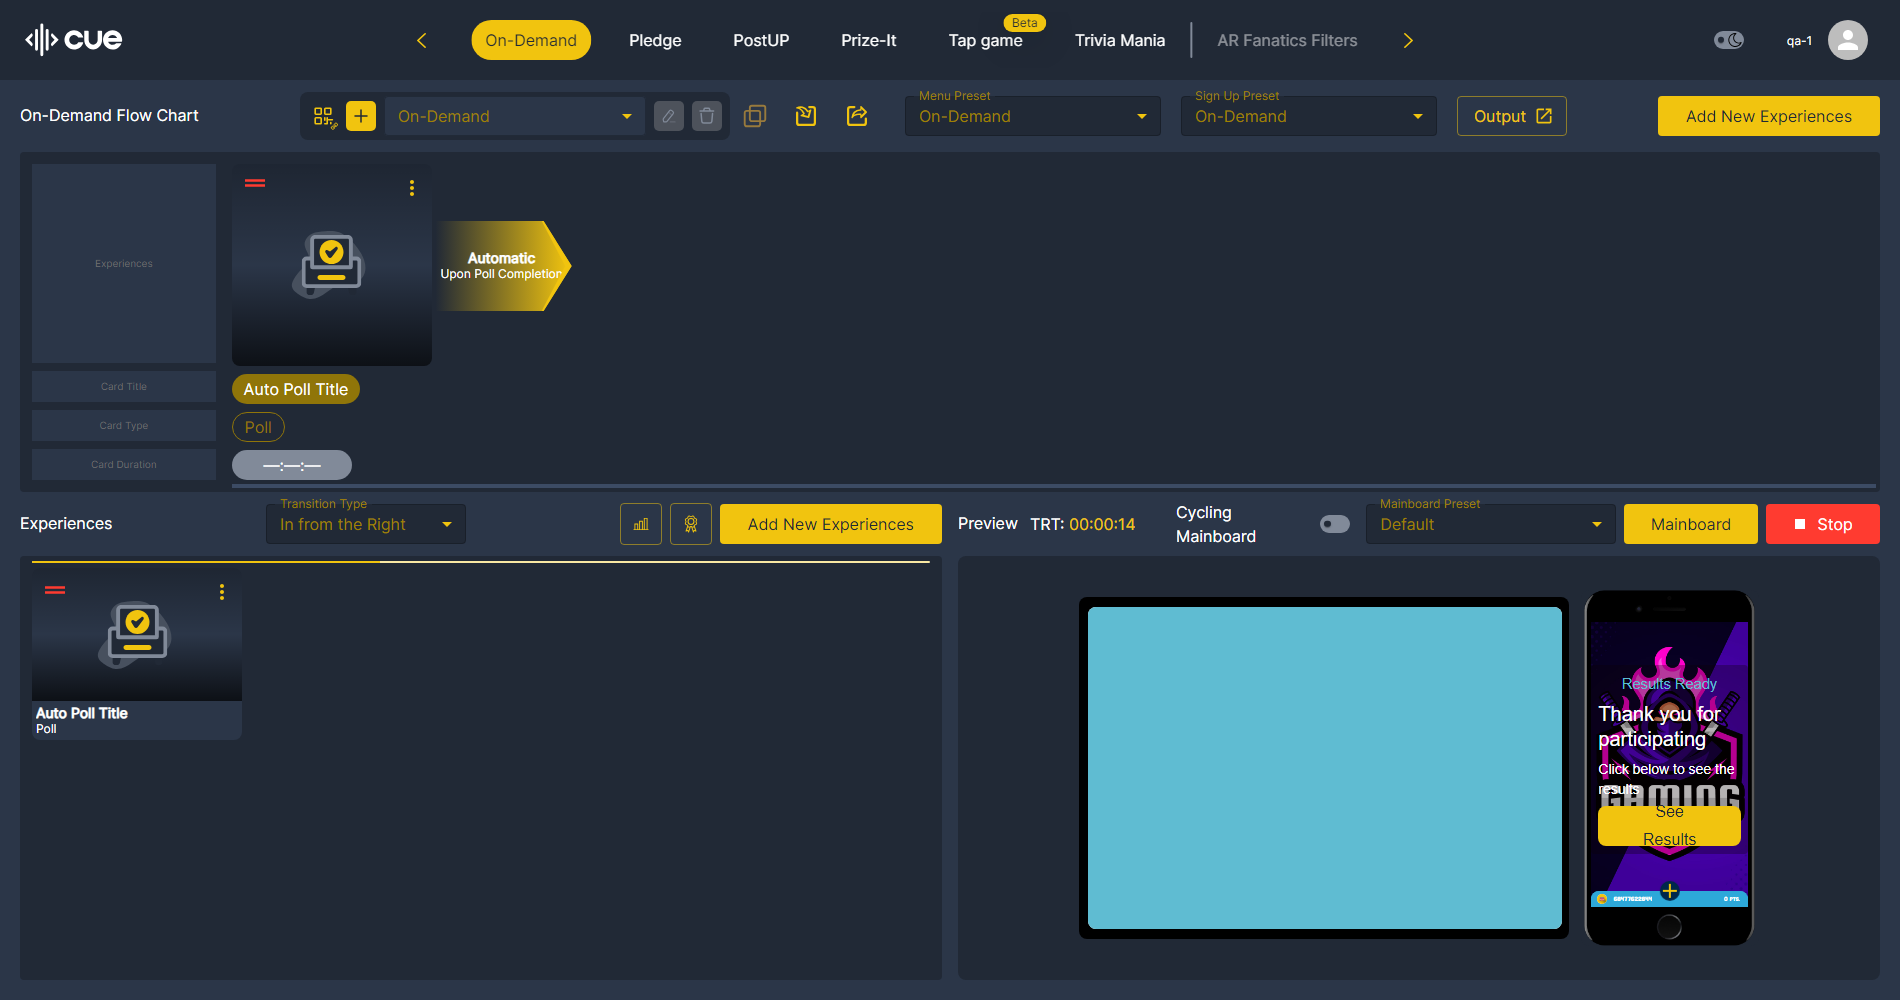 cue
On-Demand
Pledge
PostUP
Prize-It
Tap game
Beta
Trivia Mania
AR Fanatics Filters
qa-1
On-Demand Flow Chart
On-Demand
Menu Preset
On-Demand
Sign Up Preset
On-Demand
Output
Add New Experiences
Experiences
Automatic
Upon Poll Completion
Card Title
Auto Poll Title
Card Type
Poll
Card Duration
—:—:—
Experiences
Transition Type
In from the Right
Add New Experiences
Preview
TRT: 00:00:14
Cycling
Mainboard
Mainboard Preset
Default
Mainboard
Stop
Auto Poll Title
Poll
Results Ready
Thank you for
participating
Click below to see the
results
GAMING
See
Results
0 PTS.